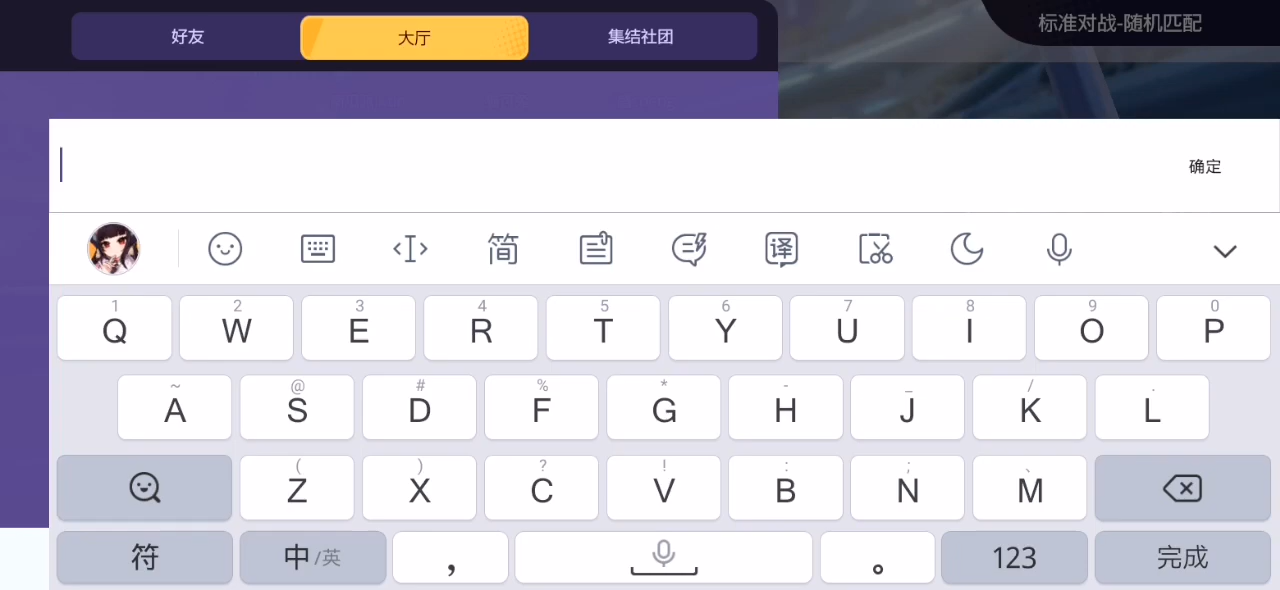 好友
大厅
集结社团
标准对战-随机匹配
确定
简
译
1 2 3 4 5 6 7 8 9 0
Q W E R T Y U I O P
~ @ # % * - _ / .
A S D F G H J K L
( ) ? ! : ; 、
Z X C V B N M
符 中/英 , 。 123 完成